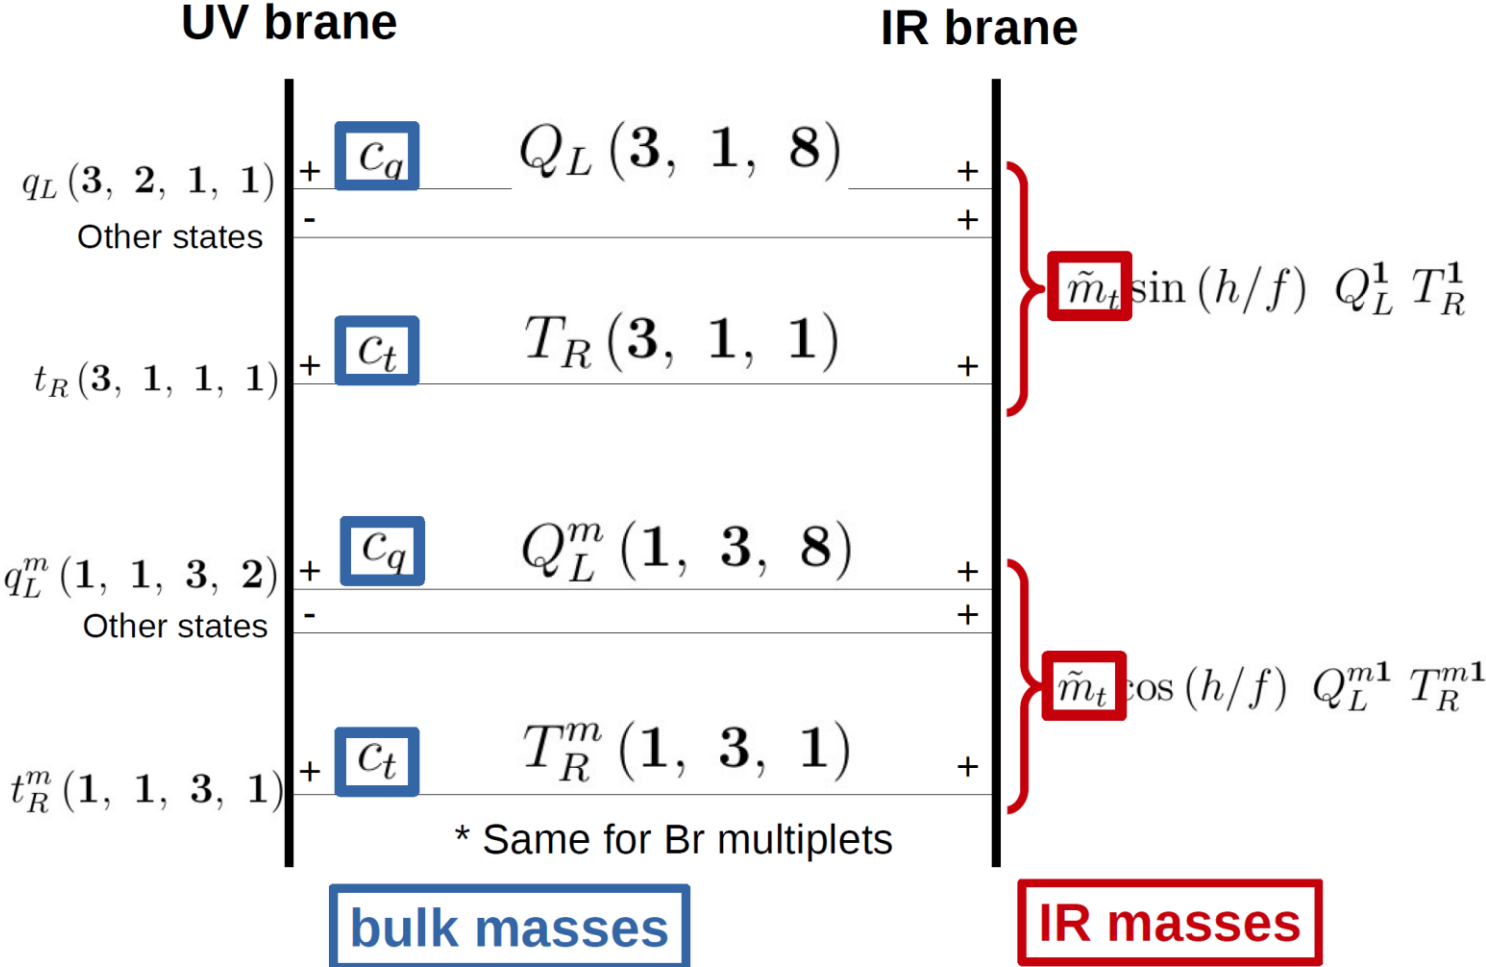 UV brane
IR brane
c_q
Q_L (3, 1, 8)
q_L (3, 2, 1, 1)
+
+
-
+
Other states
m̃_t sin (h/f) Q_L^1 T_R^1
c_t
T_R (3, 1, 1)
t_R (3, 1, 1, 1)
+
+
c_q
Q_L^m (1, 3, 8)
q_L^m (1, 1, 3, 2)
+
+
-
+
Other states
m̃_t cos (h/f) Q_L^{m1} T_R^{m1}
c_t
T_R^m (1, 3, 1)
t_R^m (1, 1, 3, 1)
+
+
* Same for Br multiplets
bulk masses
IR masses